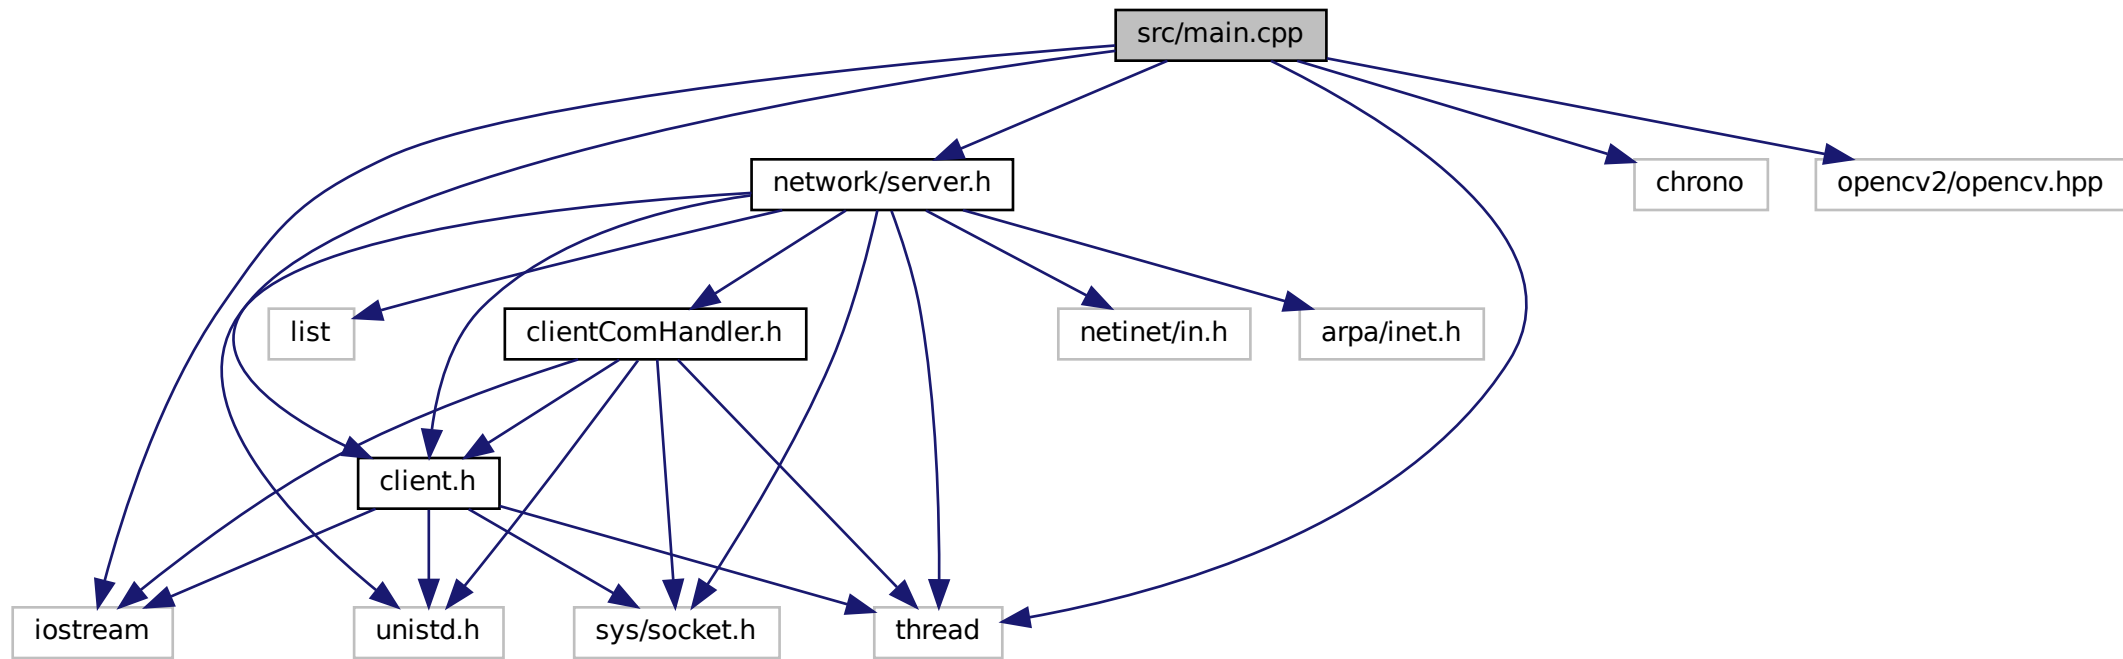 src/main.cpp
network/server.h
chrono
opencv2/opencv.hpp
list
clientComHandler.h
netinet/in.h
arpa/inet.h
client.h
iostream
unistd.h
sys/socket.h
thread